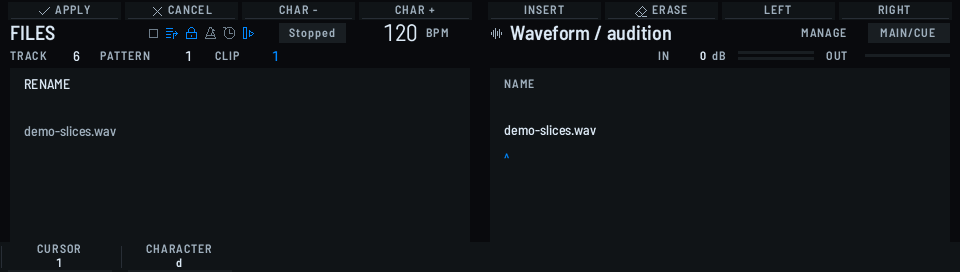 APPLY CANCEL CHAR - CHAR + INSERT ERASE LEFT RIGHT
FILES Stopped 120 BPM Waveform / audition MANAGE MAIN/CUE
TRACK 6 PATTERN 1 CLIP 1 IN 0 dB OUT
RENAME
NAME
demo-slices.wav
demo-slices.wav
^
CURSOR CHARACTER
1 d